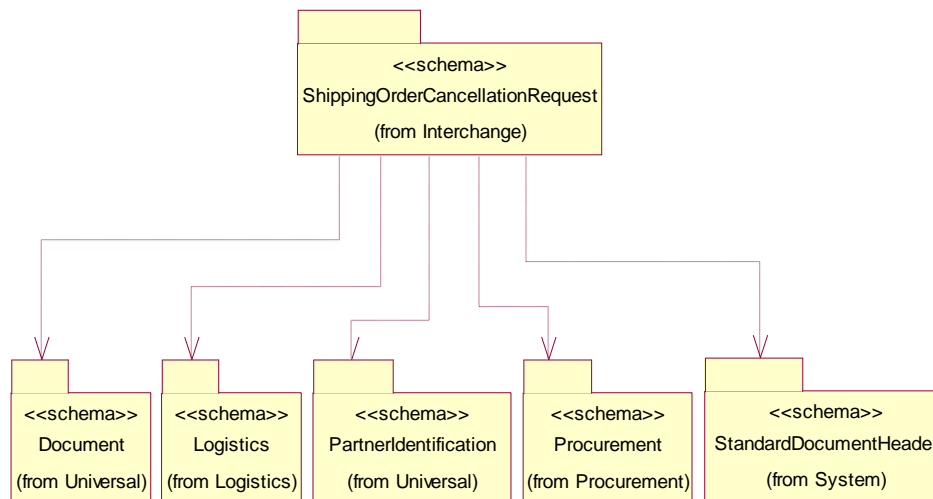 <<schema>>
ShippingOrderCancellationRequest
(from Interchange)
<<schema>>
Document
(from Universal)
<<schema>>
Logistics
(from Logistics)
<<schema>>
PartnerIdentification
(from Universal)
<<schema>>
Procurement
(from Procurement)
<<schema>>
StandardDocumentHeader
(from System)